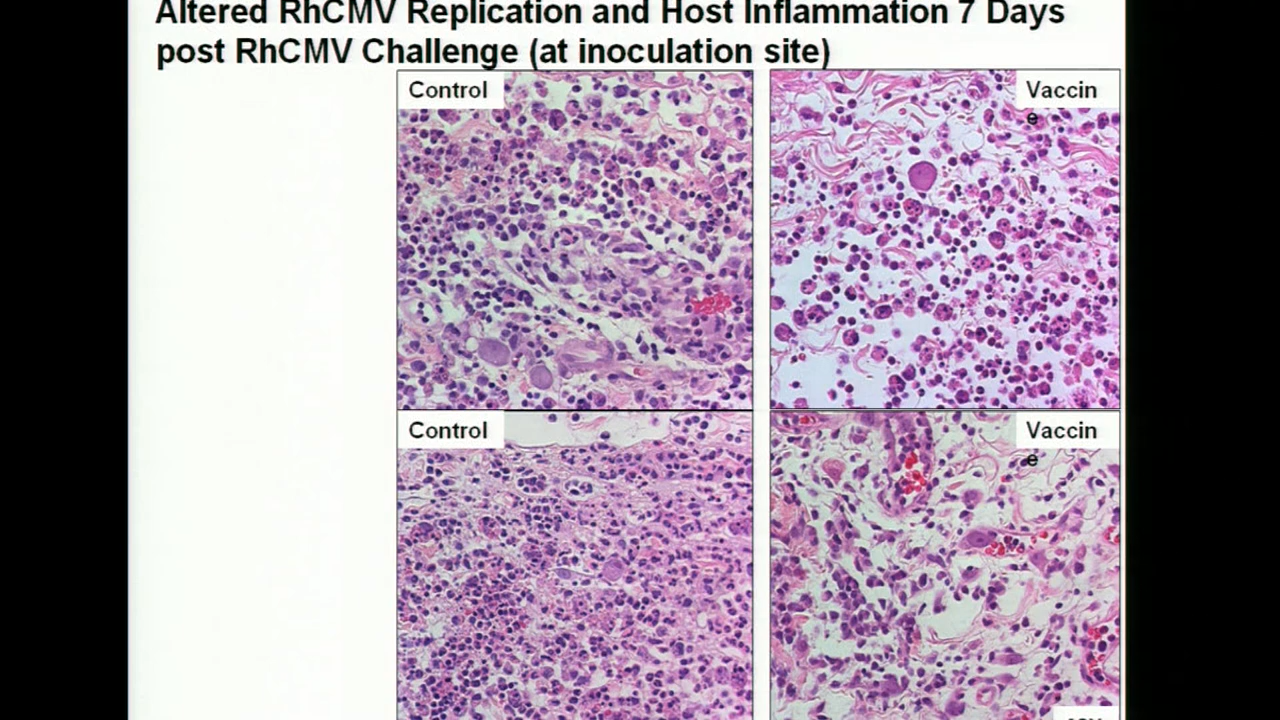 Altered RhCMV Replication and Host Inflammation 7 Days
post RhCMV Challenge (at inoculation site)
Control
Vaccin
e
Control
Vaccin
e